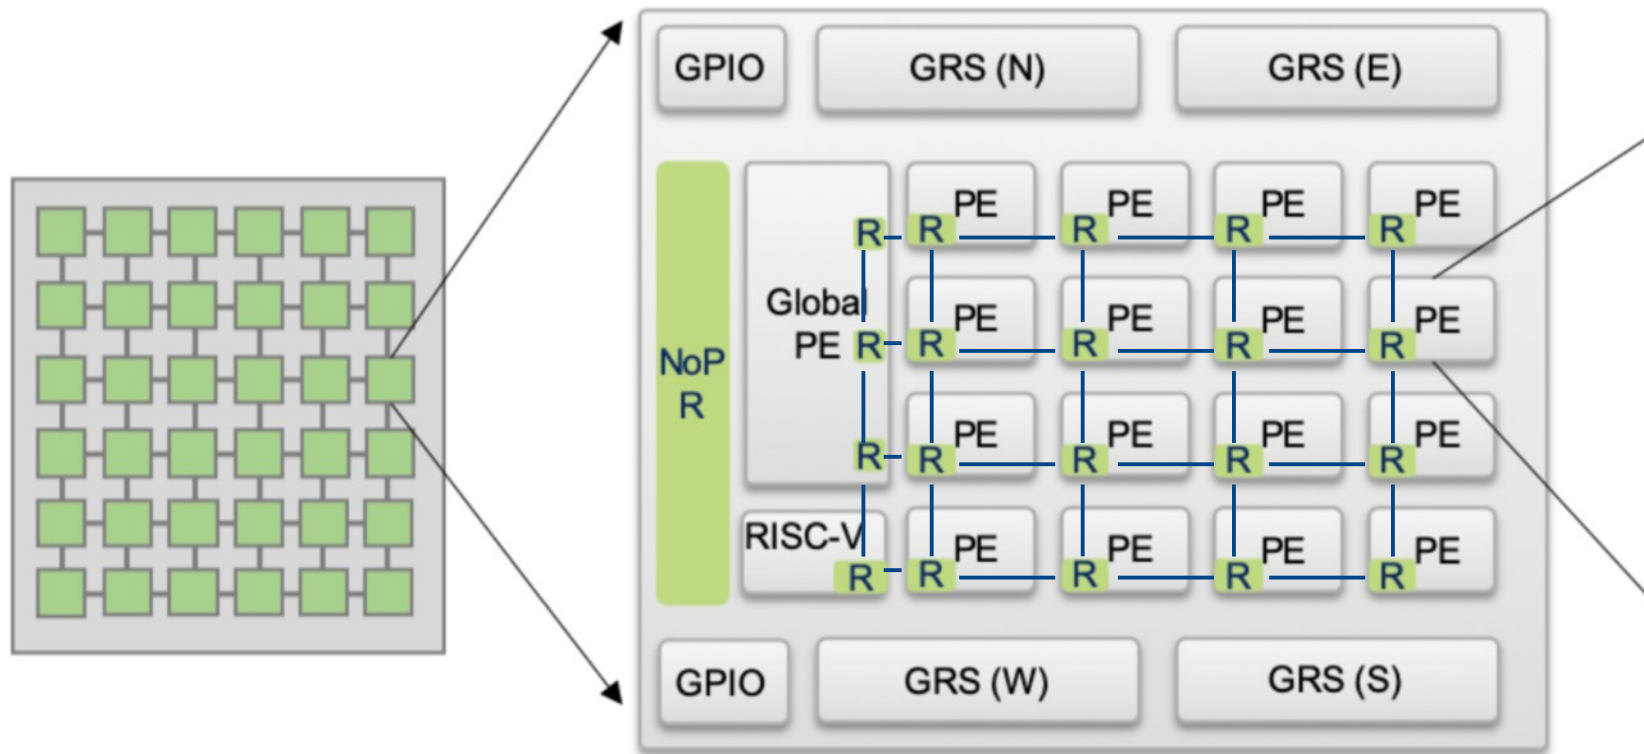 GPIO GRS (N) GRS (E)
PE PE PE PE
R R R R R
Global PE PE PE PE
PE R R R R R
NoP
R
PE PE PE PE
R R R R R
RISC-V PE PE PE PE
R R R R R
GPIO GRS (W) GRS (S)